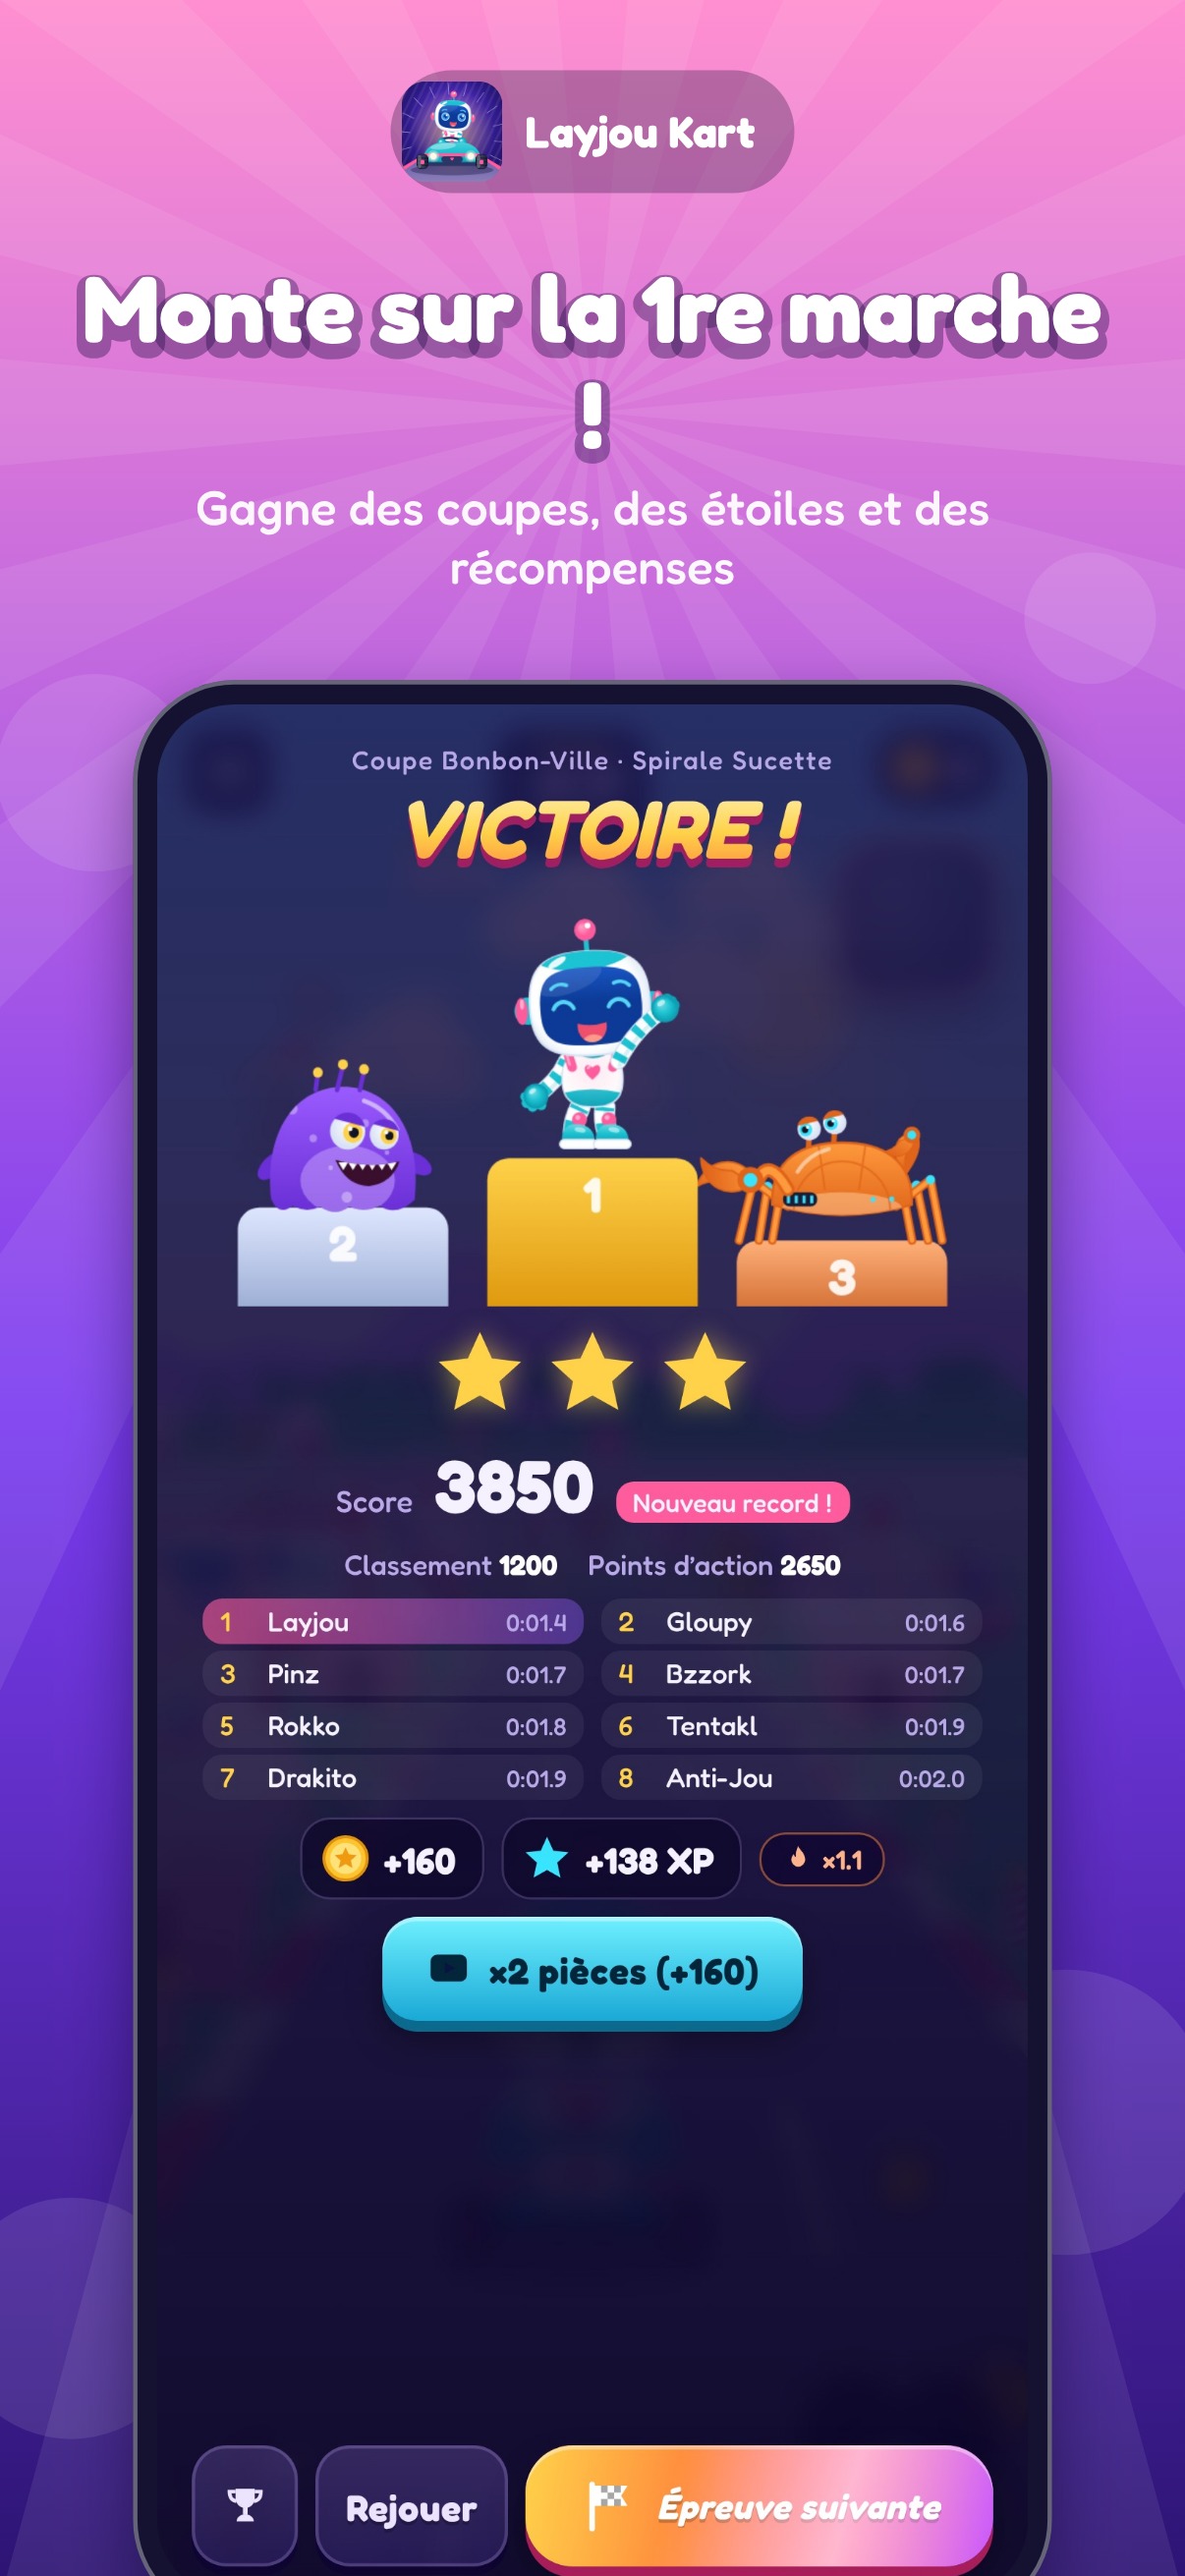 Layjou Kart
Monte sur la 1re marche
!
Gagne des coupes, des étoiles et des
récompenses
Coupe Bonbon-Ville · Spirale Sucette
VICTOIRE !
1
2
3
Score 3850 Nouveau record !
Classement 1200 Points d’action 2650
1 Layjou 0:01.4 2 Gloupy 0:01.6
3 Pinz 0:01.7 4 Bzzork 0:01.7
5 Rokko 0:01.8 6 Tentakl 0:01.9
7 Drakito 0:01.9 8 Anti-Jou 0:02.0
+160 +138 XP ×1.1
×2 pièces (+160)
Rejouer Épreuve suivante